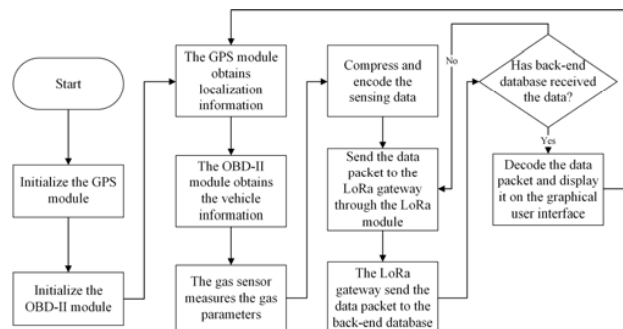 Start
Initialize the GPS
module
Initialize the
OBD-II module
The GPS module
obtains
localization
information
The OBD-II
module obtains
the vehicle
information
The gas sensor
measures the gas
parameters
Compress and
encode the
sensing data
Send the data
packet to the
LoRa gateway
through the LoRa
module
The LoRa
gateway send the
data packet to the
back-end database
Has back-end
database received
the data?
No
Yes
Decode the data
packet and display
it on the graphical
user interface